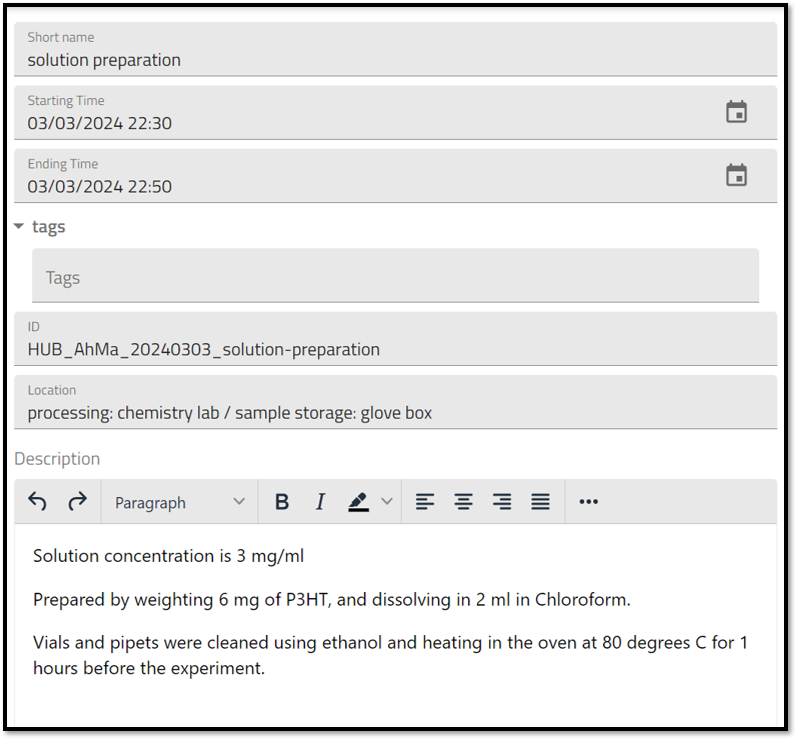 Short name
solution preparation
Starting Time
03/03/2024 22:30
Ending Time
03/03/2024 22:50
tags
Tags
ID
HUB_AhMa_20240303_solution-preparation
Location
processing: chemistry lab / sample storage: glove box
Description
Paragraph B I
Solution concentration is 3 mg/ml
Prepared by weighting 6 mg of P3HT, and dissolving in 2 ml in Chloroform.
Vials and pipets were cleaned using ethanol and heating in the oven at 80 degrees C for 1
hours before the experiment.